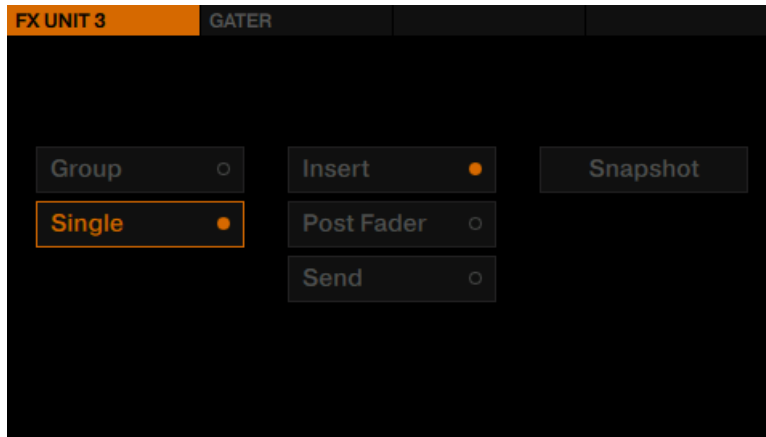 FX UNIT 3 GATER
Group Insert Snapshot
Single Post Fader
Send